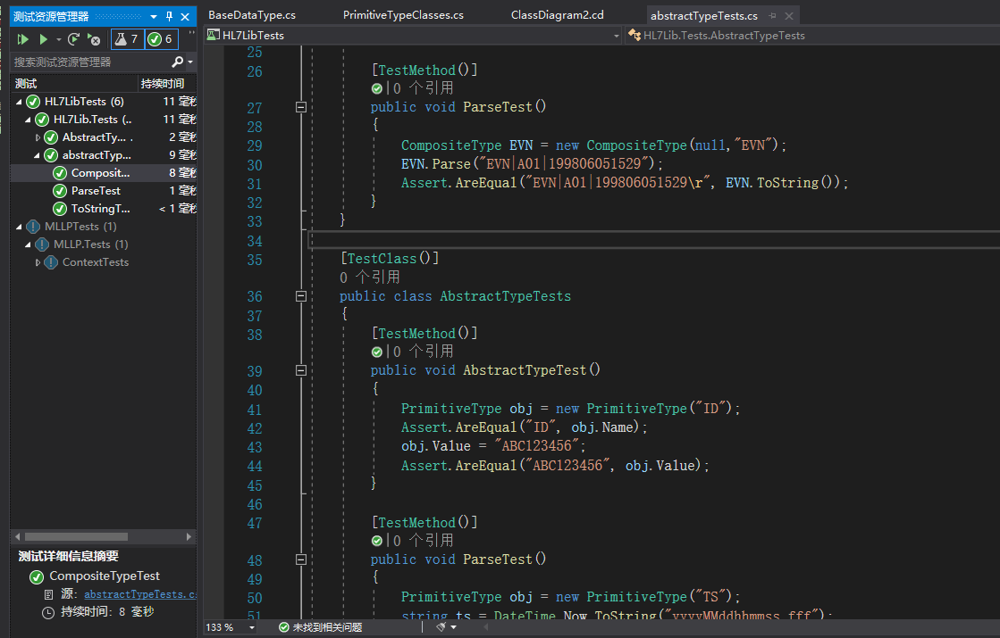 测试资源管理器
7
6
搜索测试资源管理器
测试 持续时间
HL7LibTests (6) 11 毫秒
HL7Lib.Tests (.. 11 毫秒
AbstractTy... . 2 毫秒
abstractTyp... 9 毫秒
Composit... 8 毫秒
ParseTest 1 毫秒
ToStringT... < 1 毫秒
MLLPTests (1)
MLLP.Tests (1)
ContextTests
测试详细信息摘要
CompositeTypeTest
源: abstractTypeTests.c
持续时间: 8 毫秒
BaseDataType.cs PrimitiveTypeClasses.cs ClassDiagram2.cd abstractTypeTests.cs
HL7LibTests HL7Lib.Tests.AbstractTypeTests
25
26 [TestMethod()]
0 个引用
27 public void ParseTest()
28 {
29 CompositeType EVN = new CompositeType(null,"EVN");
30 EVN.Parse("EVN|A01|199806051529");
31 Assert.AreEqual("EVN|A01|199806051529\r", EVN.ToString());
32 }
33 }
34
35 [TestClass()]
0 个引用
36 public class AbstractTypeTests
37 {
38 [TestMethod()]
0 个引用
39 public void AbstractTypeTest()
40 {
41 PrimitiveType obj = new PrimitiveType("ID");
42 Assert.AreEqual("ID", obj.Name);
43 obj.Value = "ABC123456";
44 Assert.AreEqual("ABC123456", obj.Value);
45 }
46
47 [TestMethod()]
0 个引用
48 public void ParseTest()
49 {
50 PrimitiveType obj = new PrimitiveType("TS");
51 string ts = DateTime.Now.ToString("yyyyMMddhhmmss.fff");
133 % 未找到相关问题